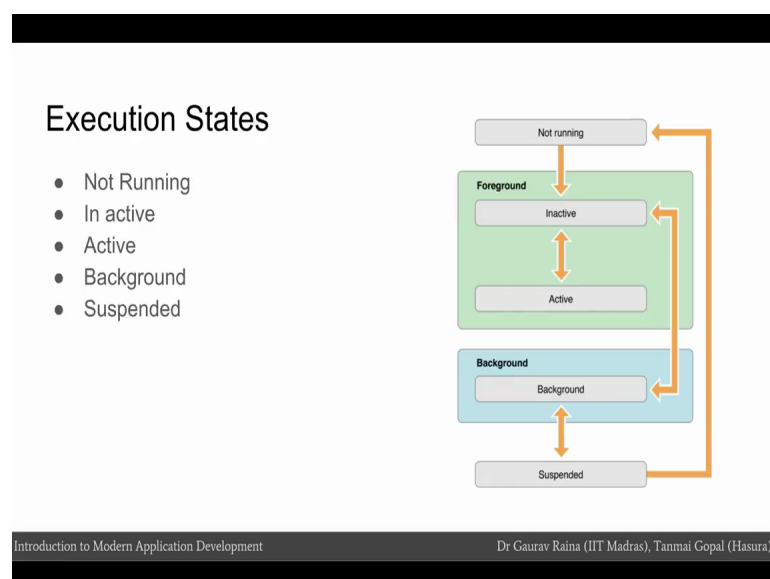 Execution States
● Not Running
● In active
● Active
● Background
● Suspended
Not running
Foreground
Inactive
Active
Background
Background
Suspended
Introduction to Modern Application Development
Dr Gaurav Raina (IIT Madras), Tanmai Gopal (Hasura)